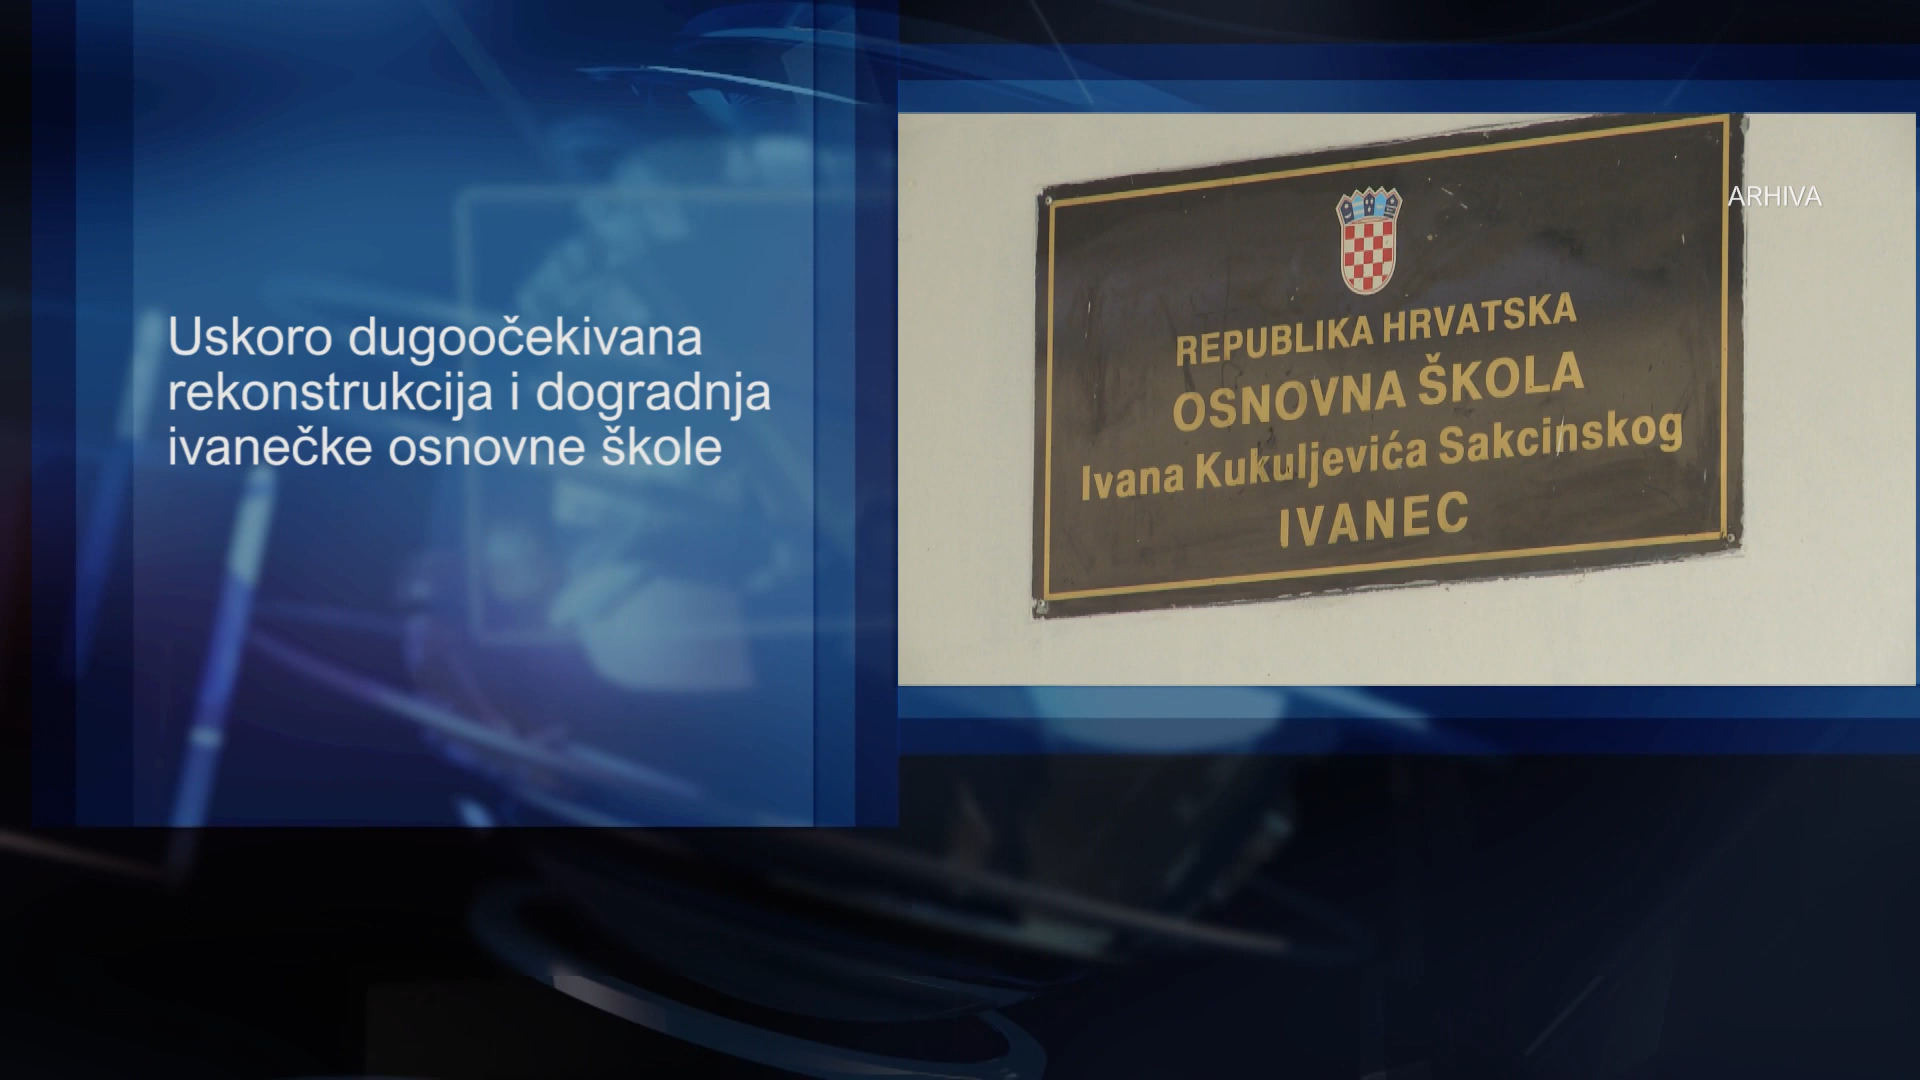 Uskoro dugoočekivana
rekonstrukcija i dogradnja
ivanečke osnovne škole
ARHIVA
REPUBLIKA HRVATSKA
OSNOVNA ŠKOLA
Ivana Kukuljevića Sakcinskog
IVANEC